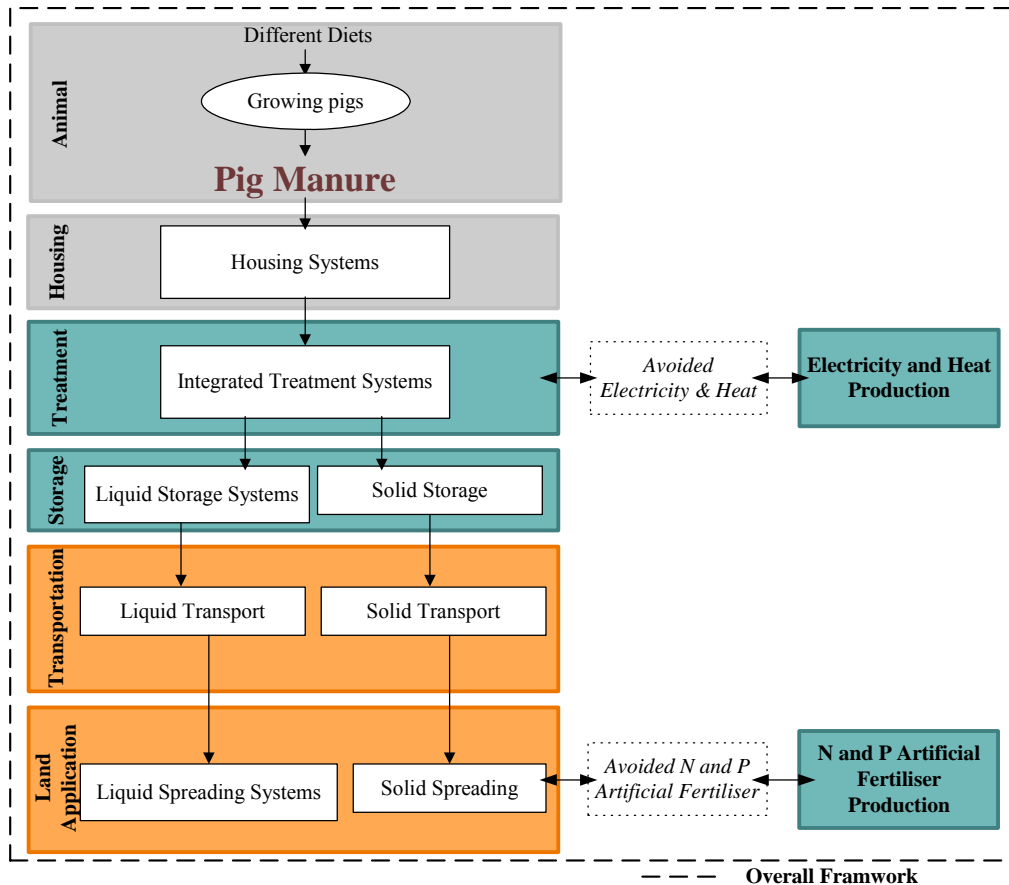 Different Diets
Animal
Growing pigs
Pig Manure
Housing
Housing Systems
Treatment
Integrated Treatment Systems
Avoided
Electricity & Heat
Electricity and Heat
Production
Storage
Liquid Storage Systems
Solid Storage
Transportation
Liquid Transport
Solid Transport
Land
Application
Liquid Spreading Systems
Solid Spreading
Avoided N and P
Artificial Fertiliser
N and P Artificial
Fertiliser
Production
Overall Framwork